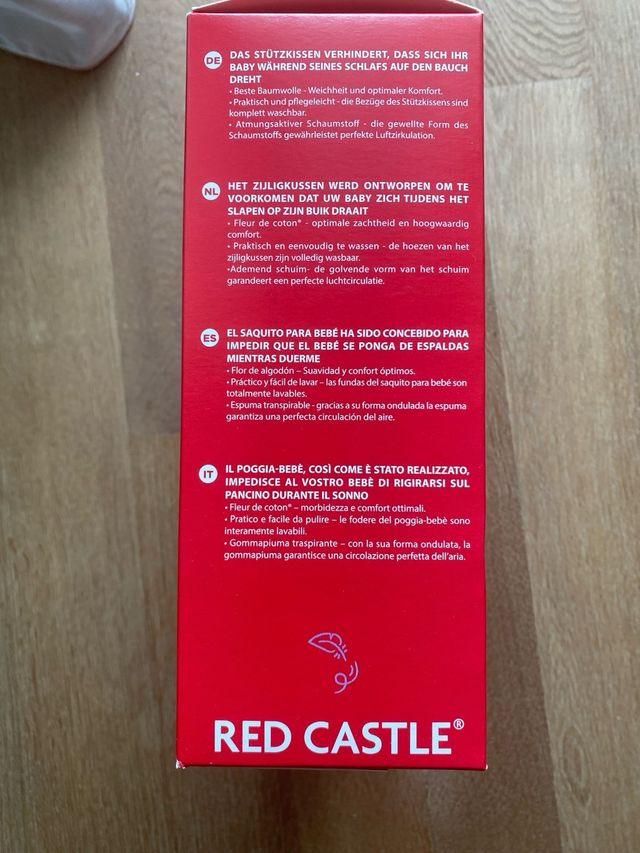 DE
DAS STÜTZKISSEN VERHINDERT, DASS SICH IHR
BABY WÄHREND SEINES SCHLAFS AUF DEN BAUCH
DREHT
• Beste Baumwolle - Weichheit und optimaler Komfort.
• Praktisch und pflegeleicht - die Bezüge des Stützkissens sind
komplett waschbar.
• Atmungsaktiver Schaumstoff - die gewellte Form des
Schaumstoffs gewährleistet perfekte Luftzirkulation.
NL
HET ZIJLIGKUSSEN WERD ONTWORPEN OM TE
VOORKOMEN DAT UW BABY ZICH TIJDENS HET
SLAPEN OP ZIJN BUIK DRAAIT
• Fleur de coton® - optimale zachtheid en hoogwaardig
comfort.
• Praktisch en eenvoudig te wassen - de hoezen van het
zijligkussen zijn volledig wasbaar.
•Ademend schuim- de golvende vorm van het schuim
garandeert een perfecte luchtcirculatie.
ES
EL SAQUITO PARA BEBÉ HA SIDO CONCEBIDO PARA
IMPEDIR QUE EL BEBÉ SE PONGA DE ESPALDAS
MIENTRAS DUERME
• Flor de algodón – Suavidad y confort óptimos.
• Práctico y fácil de lavar – las fundas del saquito para bebé son
totalmente lavables.
• Espuma transpirable - gracias a su forma ondulada la espuma
garantiza una perfecta circulación del aire.
IT
IL POGGIA-BEBÈ, COSÌ COME È STATO REALIZZATO,
IMPEDISCE AL VOSTRO BEBÈ DI RIGIRARSI SUL
PANCINO DURANTE IL SONNO
• Fleur de coton® – morbidezza e comfort ottimali.
• Pratico e facile da pulire – le fodere del poggia-bebè sono
interamente lavabili.
• Gommapiuma traspirante – con la sua forma ondulata, la
gommapiuma garantisce una circolazione perfetta dell'aria.
RED CASTLE®